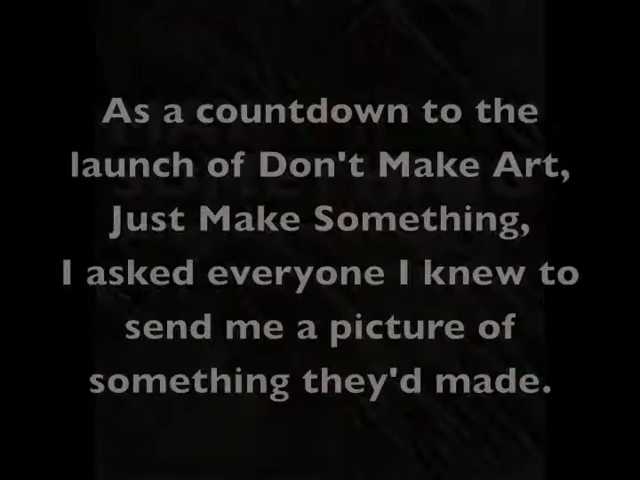 As a countdown to the
launch of Don't Make Art,
Just Make Something,
I asked everyone I knew to
send me a picture of
something they'd made.